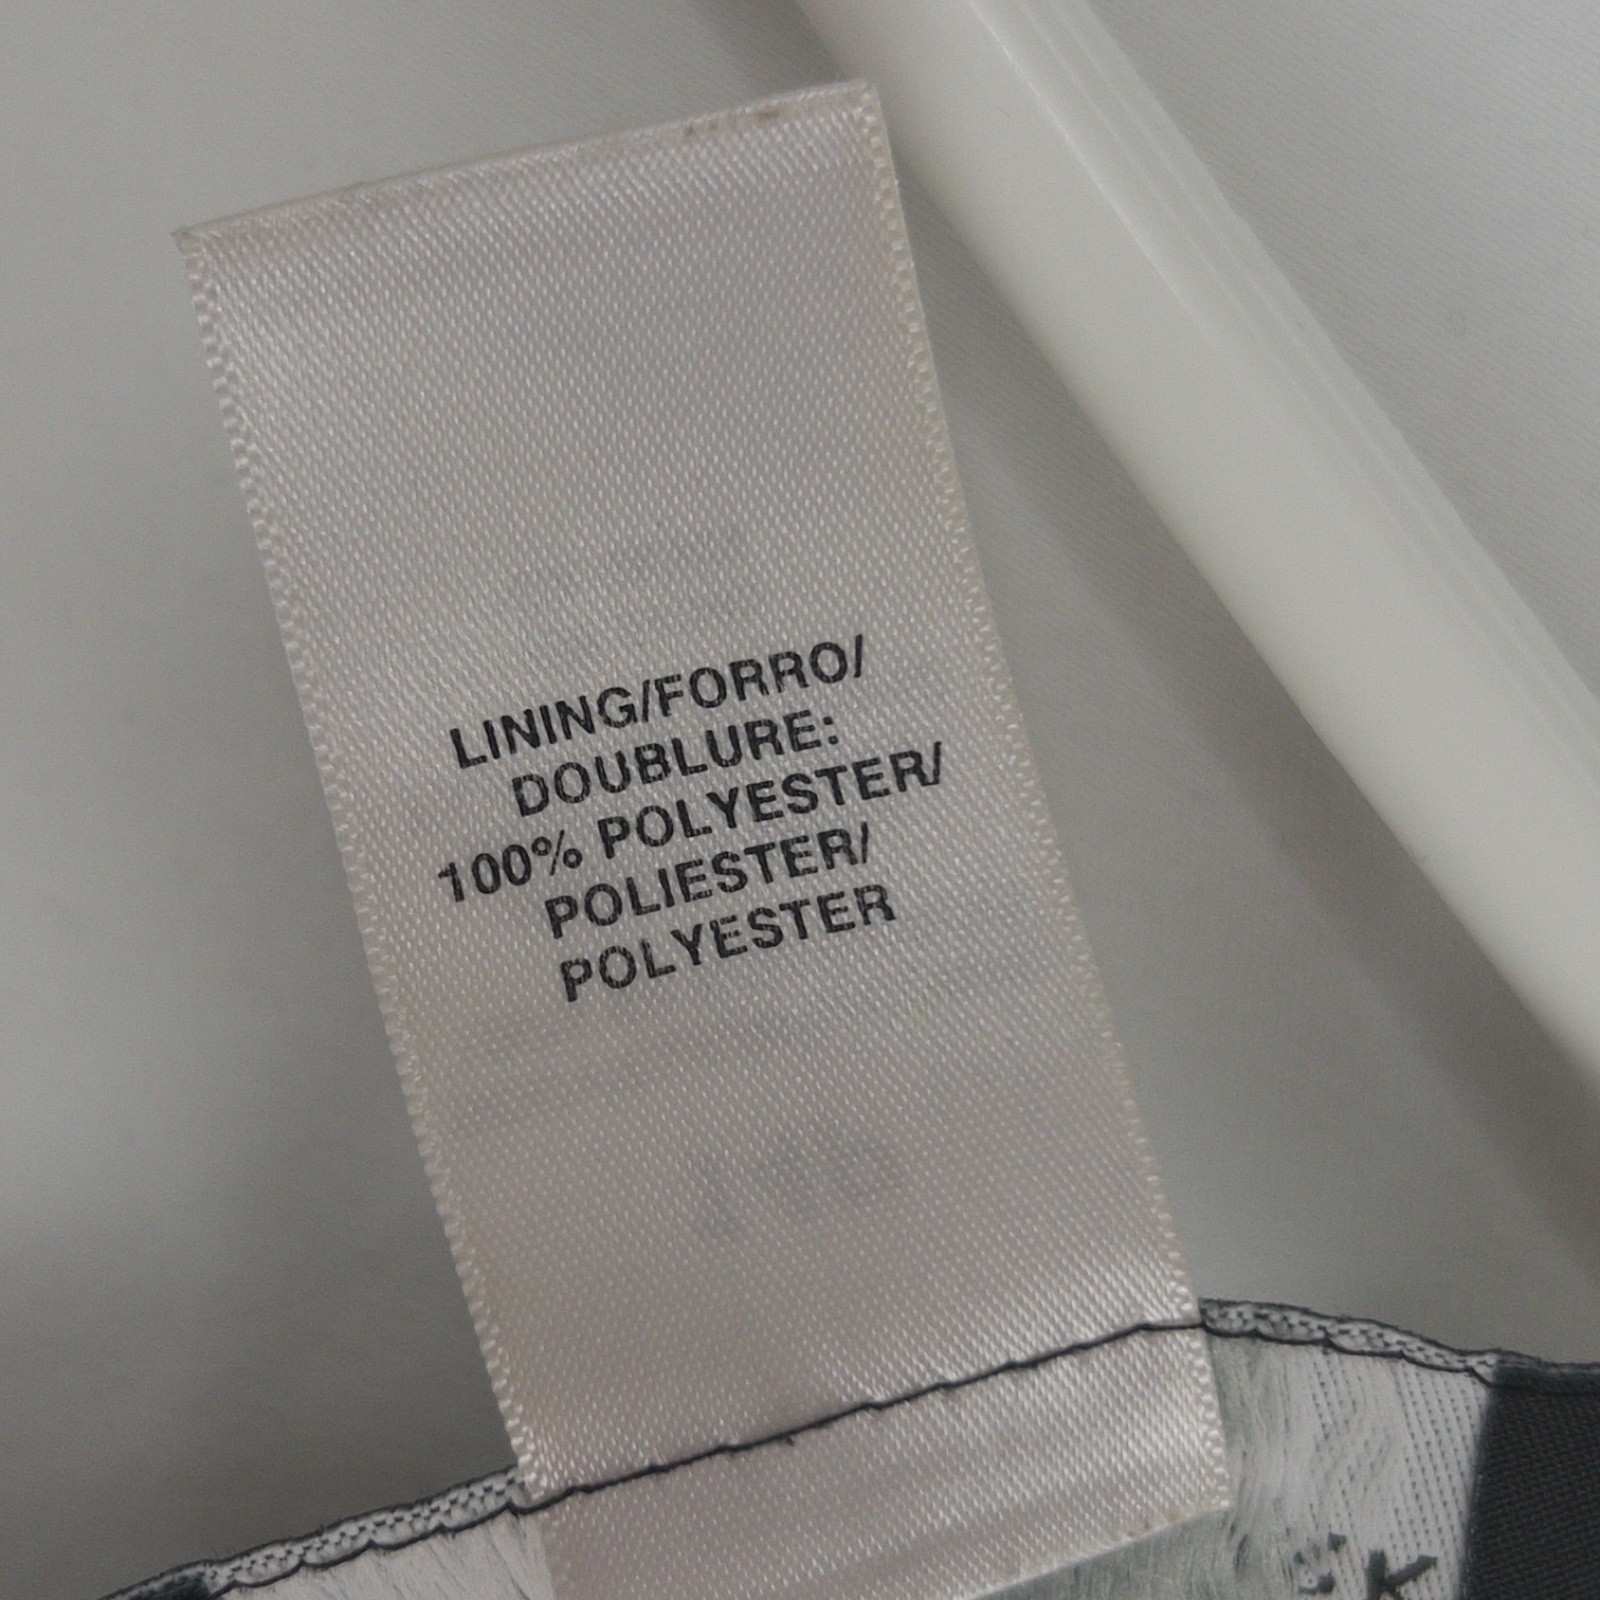 LINING/FORRO/
DOUBLURE:
100% POLYESTER/
POLIESTER/
POLYESTER